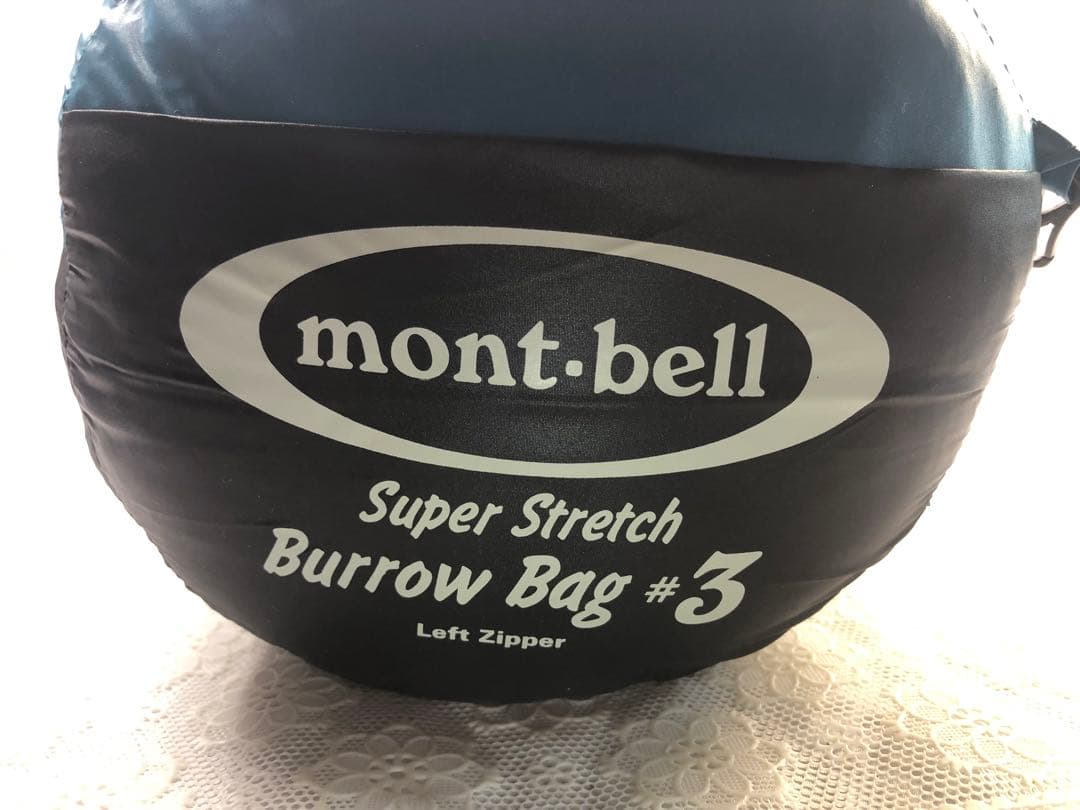 mont·bell
Super Stretch
Burrow Bag #3
Left Zipper